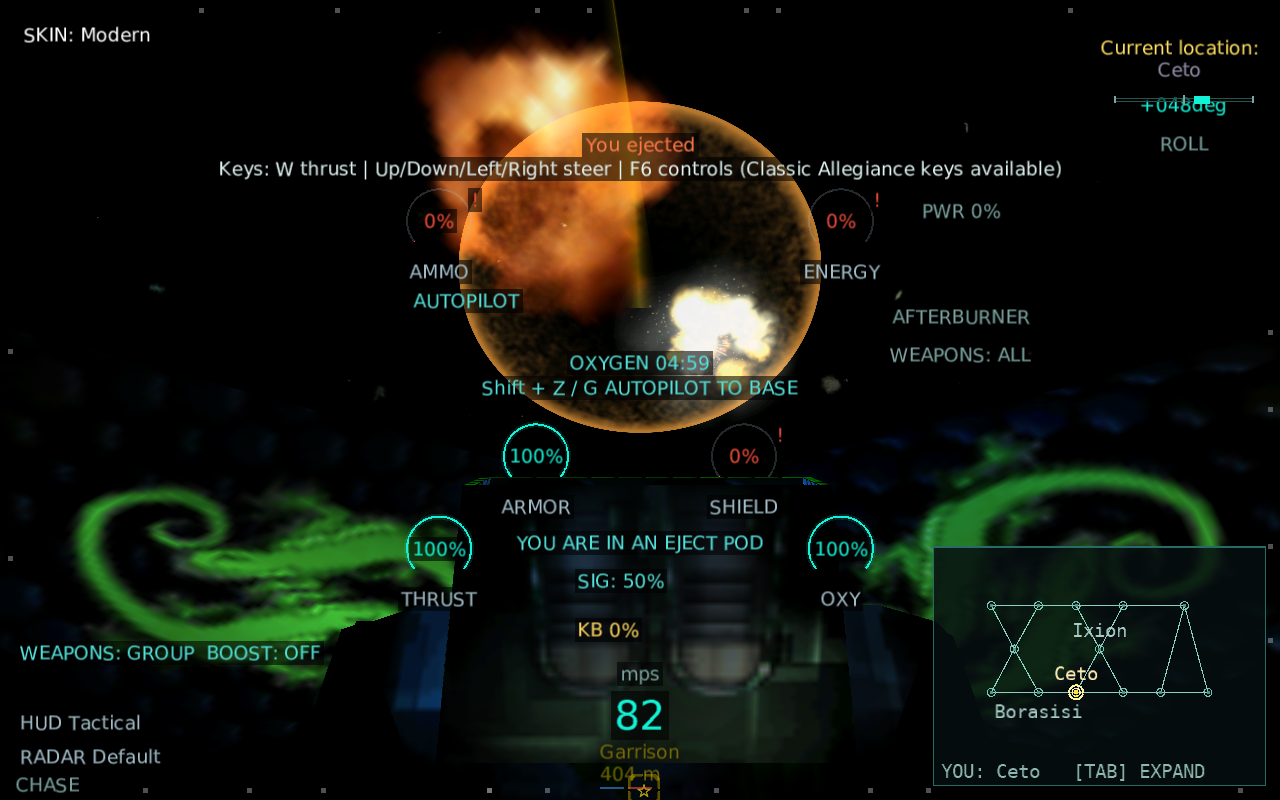 SKIN: Modern
Current location:
Ceto
+048deg
ROLL
You ejected
Keys: W thrust | Up/Down/Left/Right steer | F6 controls (Classic Allegiance keys available)
0%
!
0%
!
PWR 0%
AMMO
ENERGY
AUTOPILOT
AFTERBURNER
WEAPONS: ALL
OXYGEN 04:59
Shift + Z / G AUTOPILOT TO BASE
100%
0%
!
ARMOR
SHIELD
100%
YOU ARE IN AN EJECT POD
100%
SIG: 50%
THRUST
OXY
KB 0%
WEAPONS: GROUP BOOST: OFF
mps
82
HUD Tactical
RADAR Default
CHASE
Garrison
404 m
Ixion
Ceto
Borasisi
YOU: Ceto [TAB] EXPAND